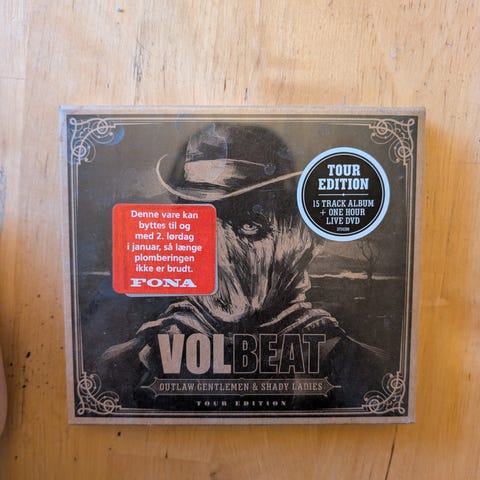 TOUR
EDITION
15 TRACK ALBUM
+ ONE HOUR
LIVE DVD
Denne vare kan
byttes til og
med 2. lørdag
i januar, så længe
plomberingen
ikke er brudt.
FONA
VOLBEAT
OUTLAW GENTLEMEN & SHADY LADIES
TOUR EDITION